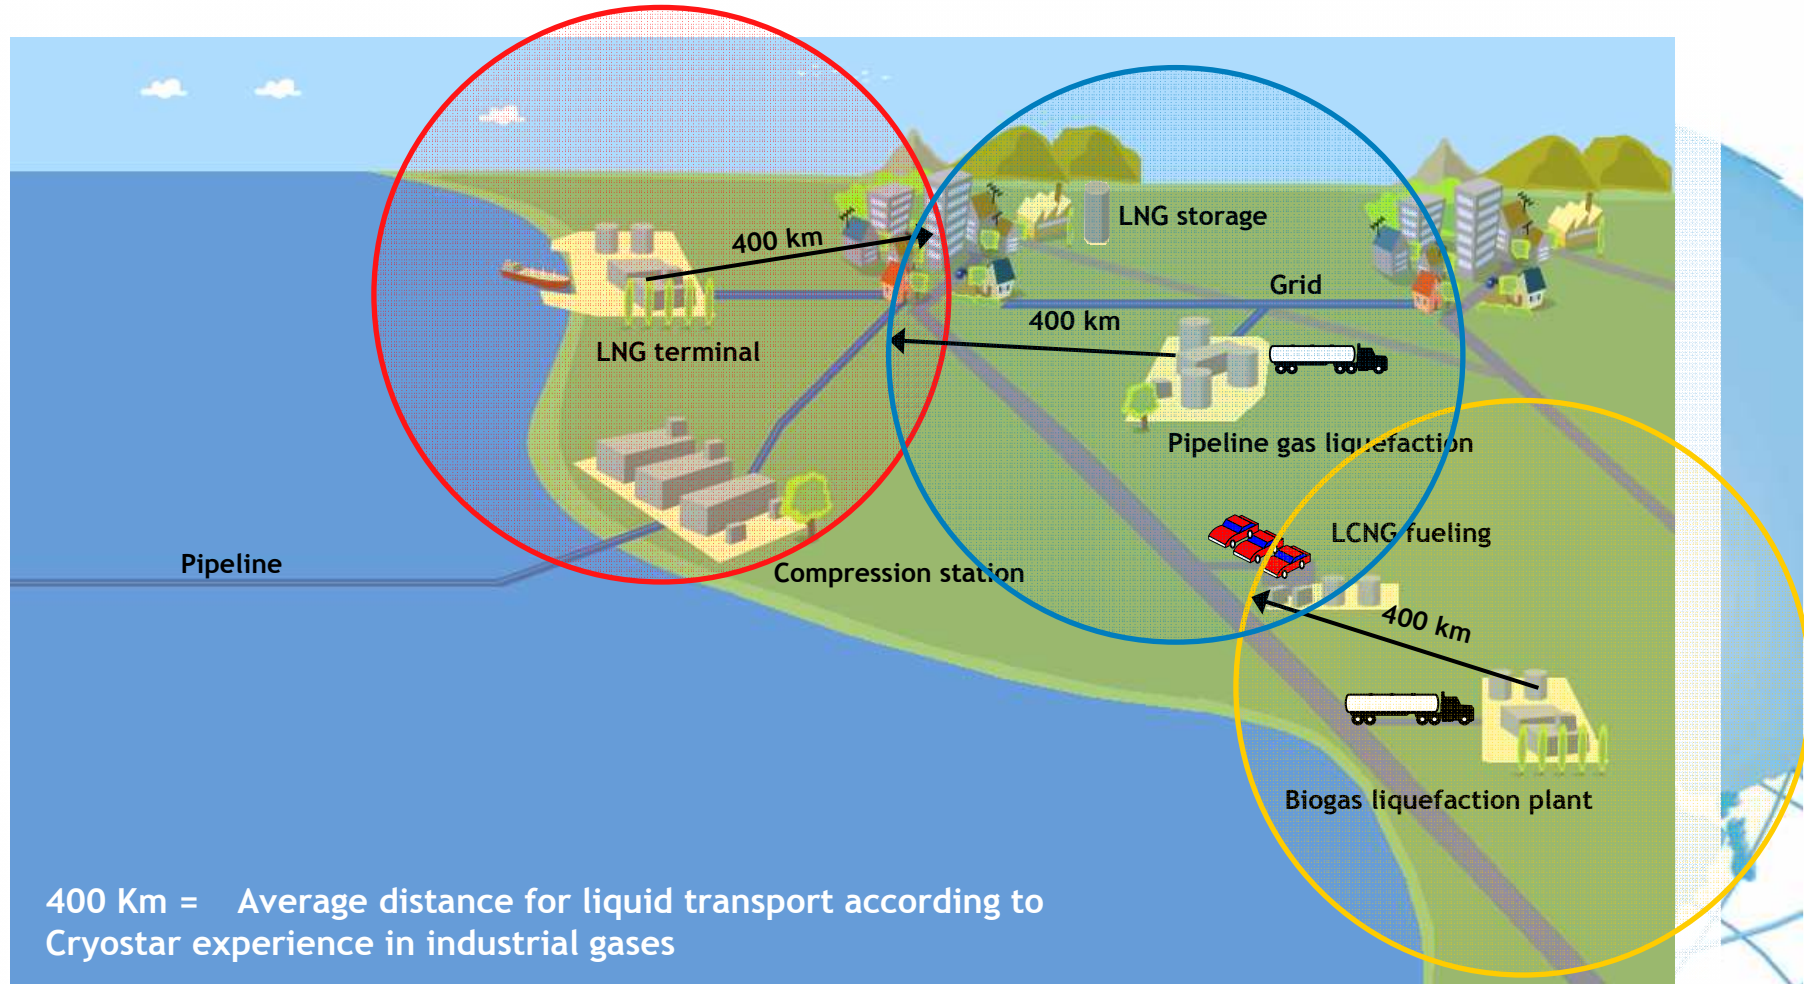 LNG storage
400 km
Grid
400 km
LNG terminal
Pipeline gas liquefaction
LCNG fueling
Pipeline
Compression station
400 km
Biogas liquefaction plant
400 Km = Average distance for liquid transport according to
Cryostar experience in industrial gases